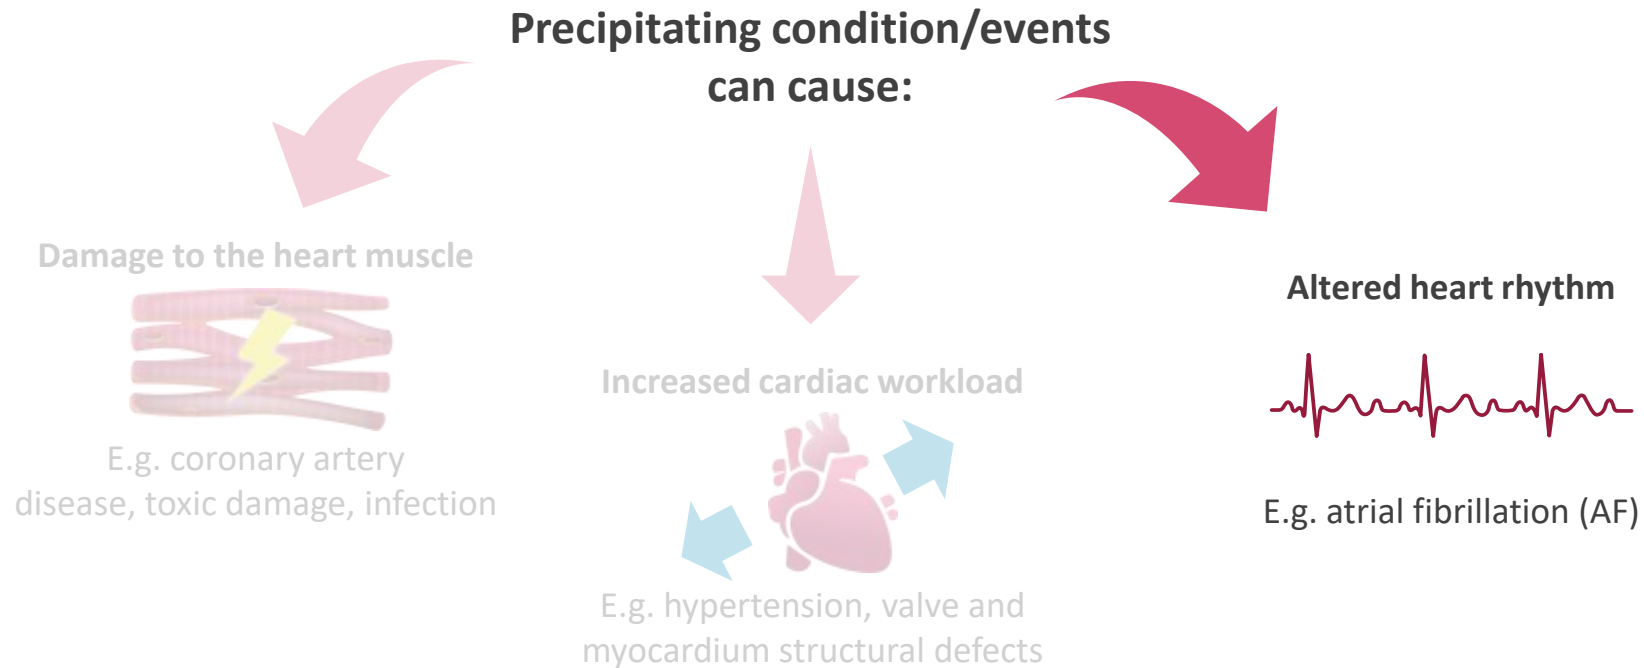 Precipitating condition/events
can cause:
Damage to the heart muscle
E.g. coronary artery
disease, toxic damage, infection
Increased cardiac workload
E.g. hypertension, valve and
myocardium structural defects
Altered heart rhythm
E.g. atrial fibrillation (AF)